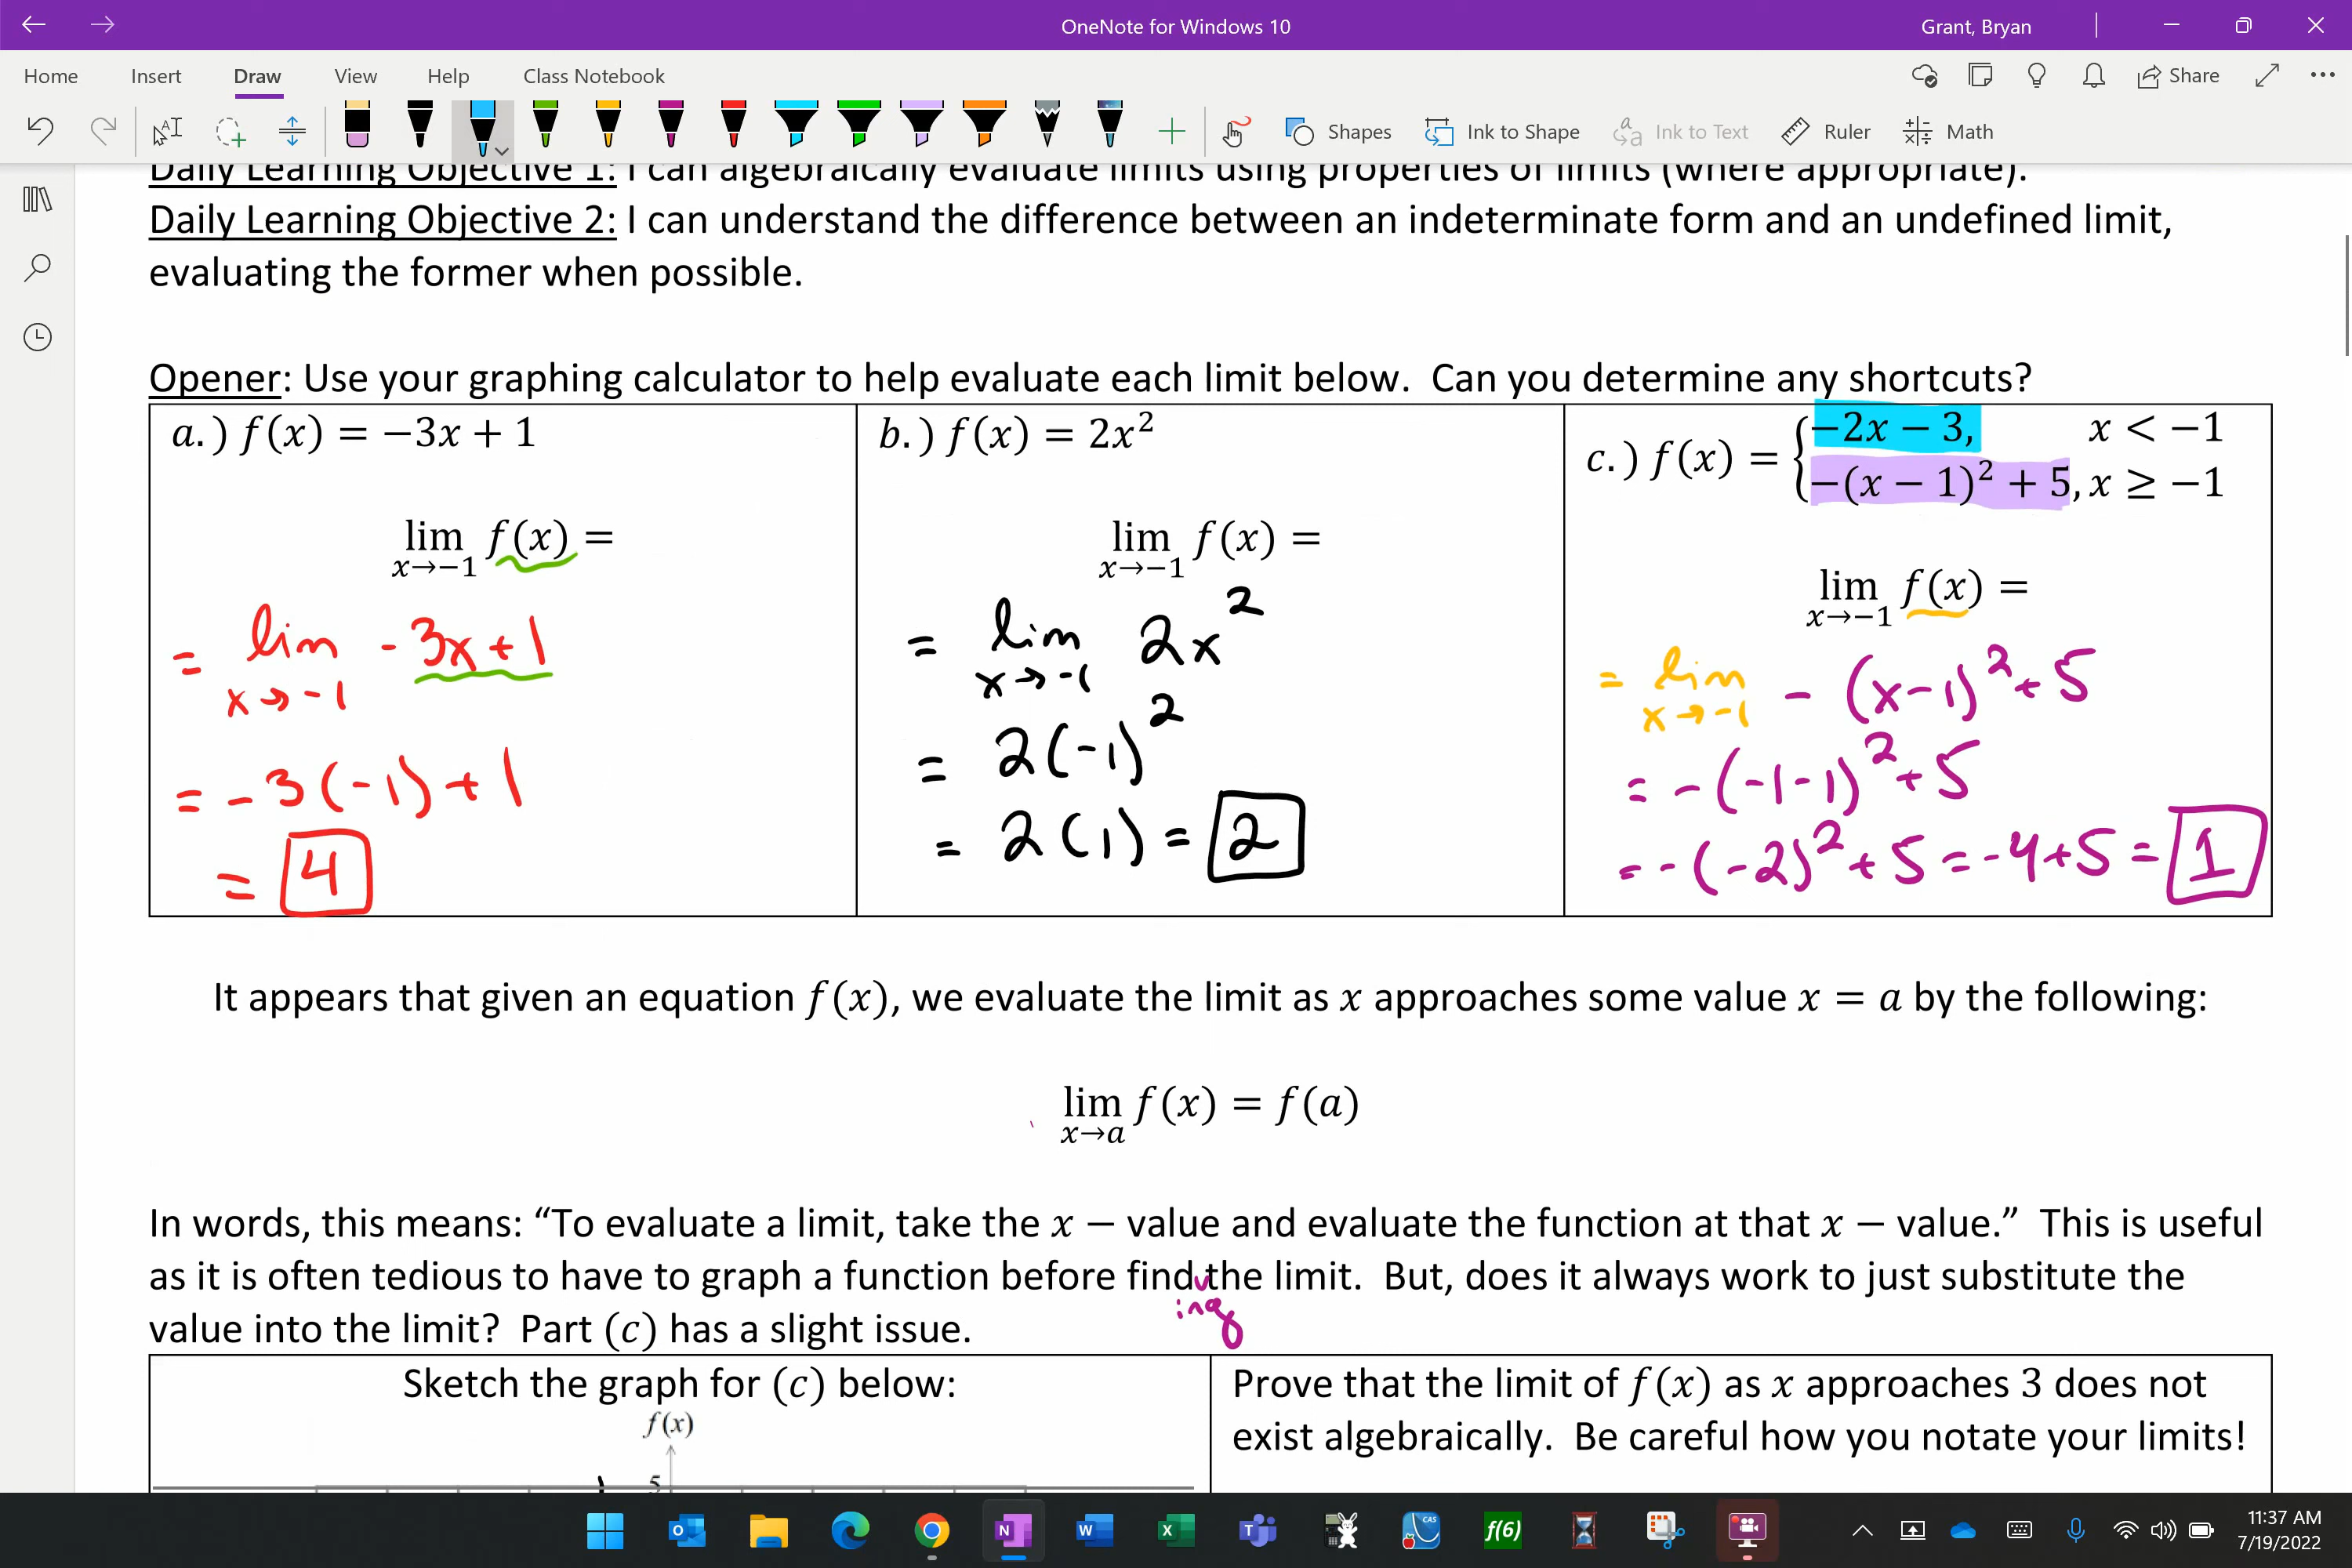 OneNote for Windows 10
Grant, Bryan
Home Insert Draw View Help Class Notebook
Share
Shapes Ink to Shape Ink to Text Ruler Math
Daily Learning Objective 1: I can algebraically evaluate limits using properties of limits (where appropriate).
Daily Learning Objective 2: I can understand the difference between an indeterminate form and an undefined limit,
evaluating the former when possible.
Opener: Use your graphing calculator to help evaluate each limit below. Can you determine any shortcuts?
a.) f(x) = −3x + 1
lim f(x) =
x→−1
= lim -3x+1
x→-1
= -3(-1)+1
= 4
b.) f(x) = 2x²
lim f(x) =
x→−1
= lim 2x²
x→-1
= 2(-1)²
= 2(1) = 2
c.) f(x) = { −2x − 3, x < −1
−(x − 1)² + 5, x ≥ −1
lim f(x) =
x→−1
= lim -(x-1)²+5
x→-1
= -(-1-1)²+5
= -(-2)²+5 = -4+5 = 1
It appears that given an equation f(x), we evaluate the limit as x approaches some value x = a by the following:
lim f(x) = f(a)
x→a
In words, this means: “To evaluate a limit, take the x − value and evaluate the function at that x − value.” This is useful
as it is often tedious to have to graph a function before find the limit. But, does it always work to just substitute the
ing
value into the limit? Part (c) has a slight issue.
Sketch the graph for (c) below:
f(x)
5
Prove that the limit of f(x) as x approaches 3 does not
exist algebraically. Be careful how you notate your limits!
CAS
f(6)
11:37 AM
7/19/2022